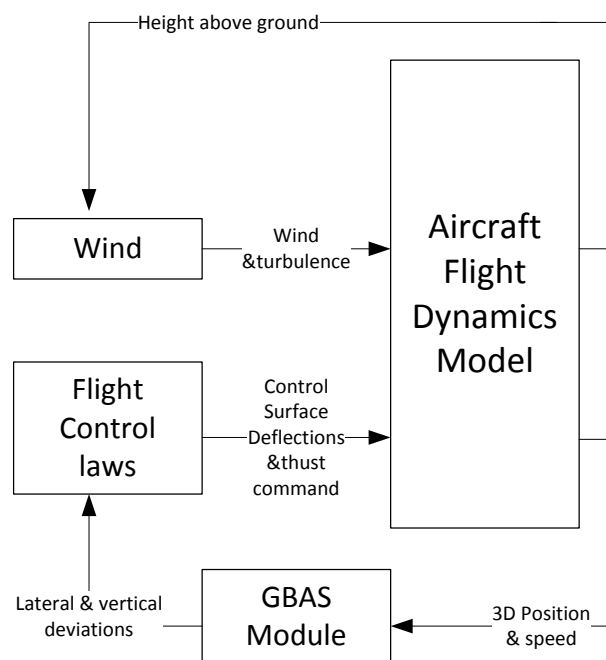 Height above ground
Wind
Wind
&turbulence
Aircraft
Flight
Dynamics
Model
Flight
Control
laws
Control
Surface
Deflections
&thust
command
Lateral & vertical
deviations
GBAS
Module
3D Position
& speed